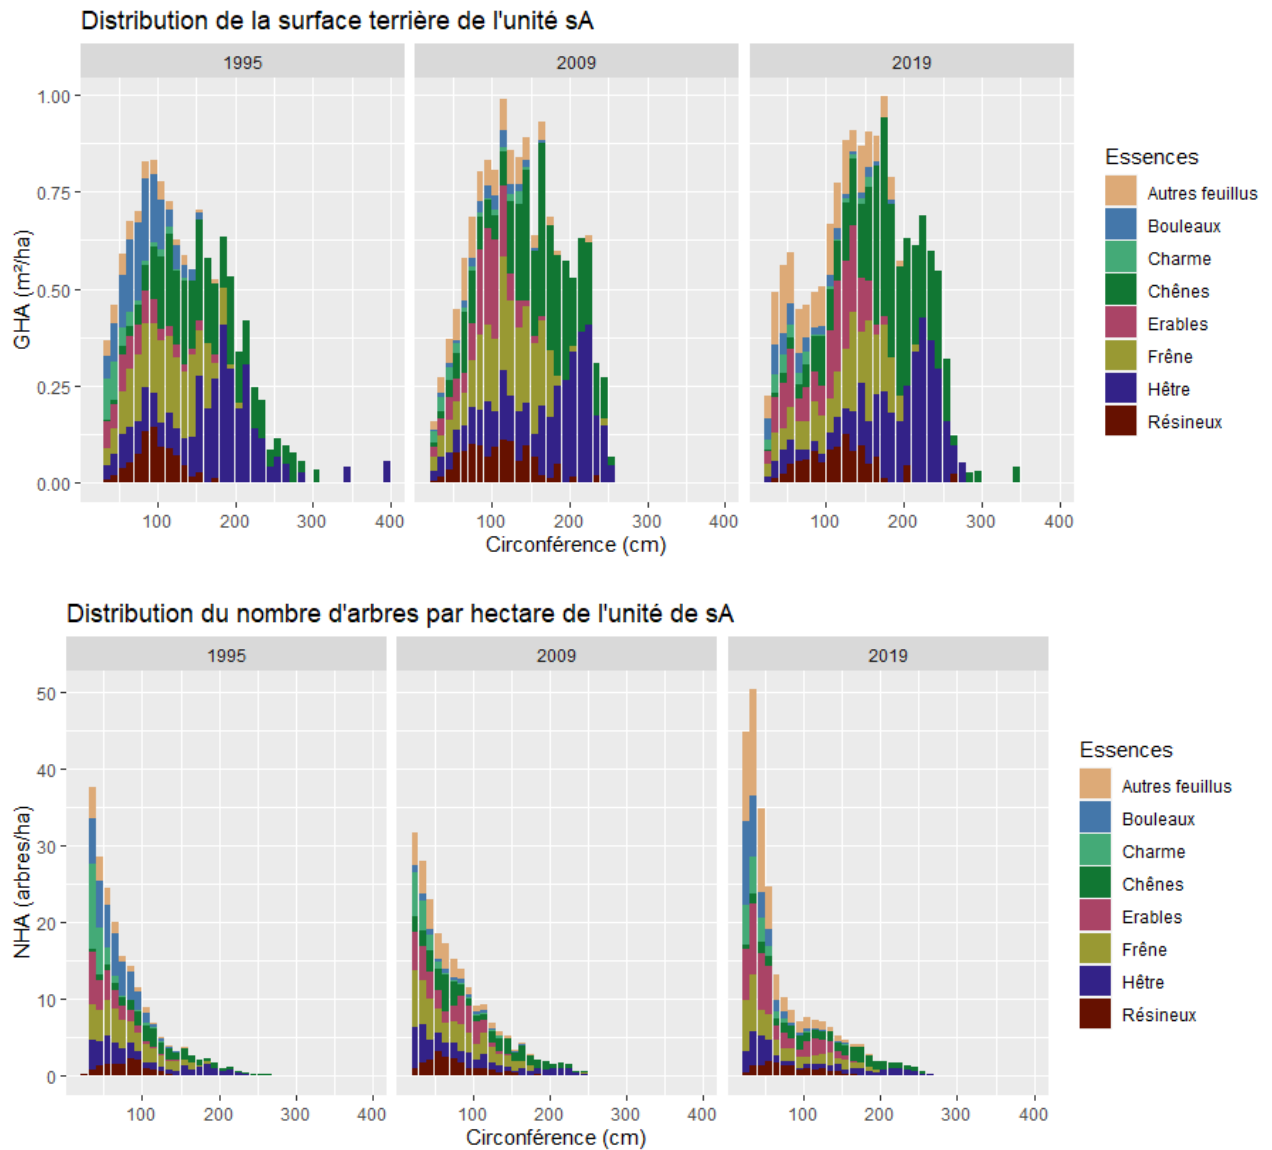 Distribution de la surface terrière de l'unité sA
1995
2009
2019
1.00
0.75
0.50
0.25
0.00
GHA (m²/ha)
100
200
300
400
100
200
300
400
100
200
300
400
Circonférence (cm)
Essences
Autres feuillus
Bouleaux
Charme
Chênes
Erables
Frêne
Hêtre
Résineux
Distribution du nombre d'arbres par hectare de l'unité de sA
1995
2009
2019
50
40
30
20
10
0
NHA (arbres/ha)
100
200
300
400
100
200
300
400
100
200
300
400
Circonférence (cm)
Essences
Autres feuillus
Bouleaux
Charme
Chênes
Erables
Frêne
Hêtre
Résineux